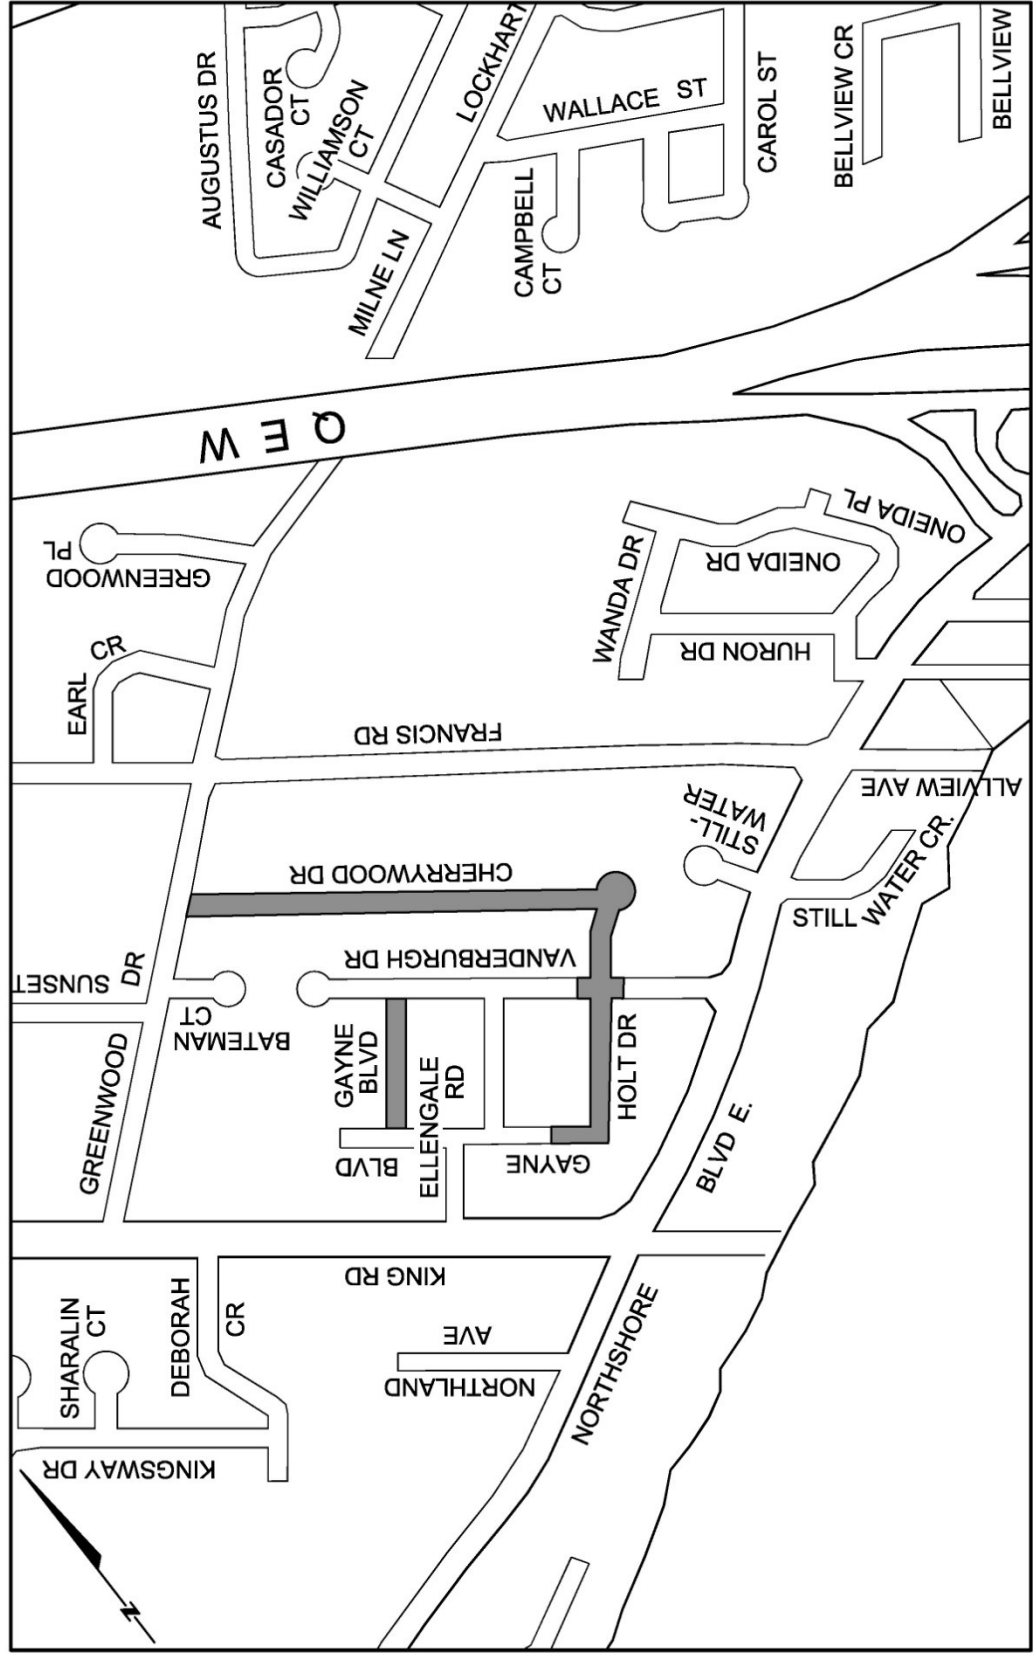 AUGUSTUS DR
CASADOR
CT
WILLIAMSON
CT
LOCKHART
WALLACE ST
CAROL ST
BELLVIEW CR
BELLVIEW
MILNE LN
CAMPBELL
CT
QEW
GREENWOOD
PL
EARL
CR
WANDA DR
ONEIDA DR
ONEIDA PL
HURON DR
FRANCIS RD
ALLVIEW AVE
STILL-
WATER
STILL
WATER CR.
CHERRYWOOD DR
VANDERBURGH DR
SUNSET
DR
BATEMAN
CT
GREENWOOD
GAYNE
BLVD
ELLENGALE
RD
HOLT DR
BLVD
GAYNE
BLVD E.
KING RD
DEBORAH
CR
SHARALIN
CT
NORTHLAND
AVE
NORTHSHORE
KINGSWAY DR
N